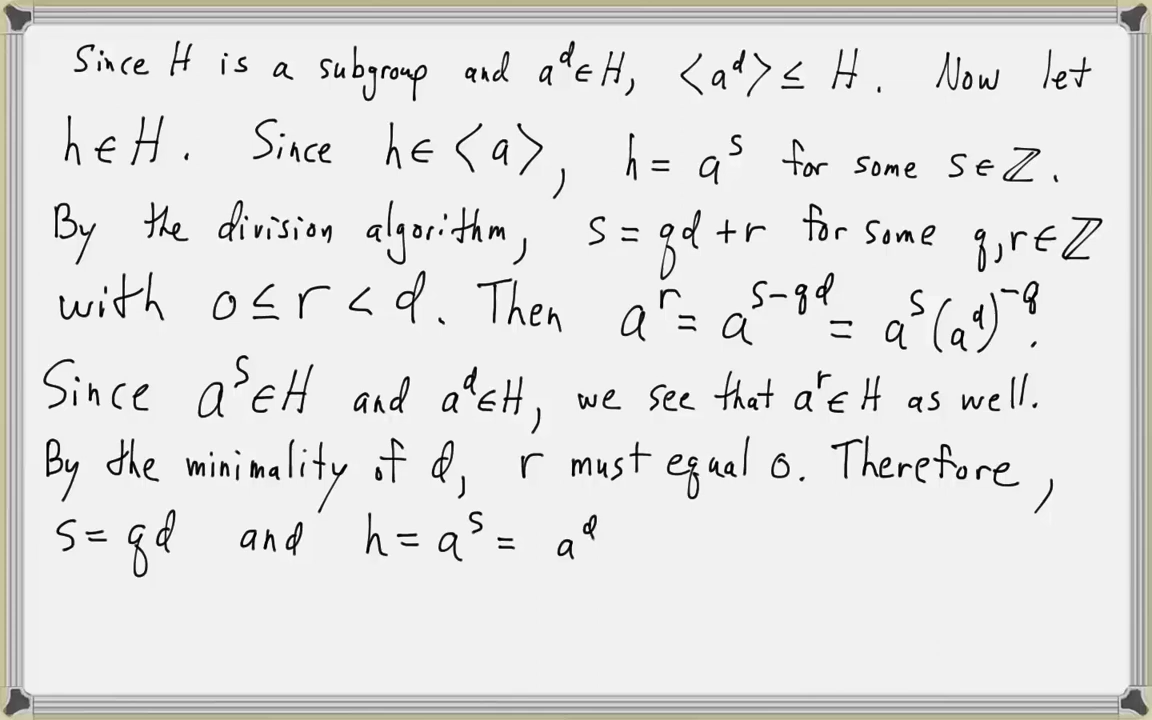 Since H is a subgroup and a^d ∈ H, ⟨a^d⟩ ≤ H. Now let
h ∈ H. Since h ∈ ⟨a⟩, h = a^s for some s ∈ ℤ.
By the division algorithm, s = qd + r for some q, r ∈ ℤ
with 0 ≤ r < d. Then a^r = a^{s-qd} = a^s (a^d)^{-q}.
Since a^s ∈ H and a^d ∈ H, we see that a^r ∈ H as well.
By the minimality of d, r must equal 0. Therefore,
s = qd and h = a^s = a^d